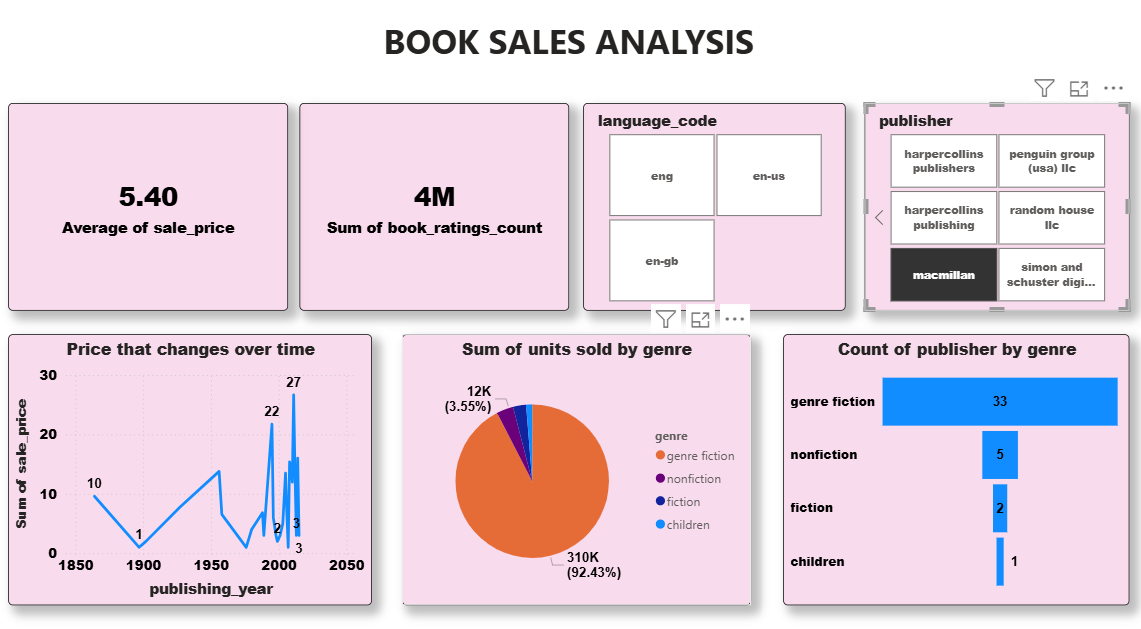 BOOK SALES ANALYSIS
5.40
Average of sale_price
4M
Sum of book_ratings_count
language_code
eng
en-us
en-gb
publisher
harpercollins
publishers
penguin group
(usa) llc
harpercollins
publishing
random house
llc
macmillan
simon and
schuster digi...
Price that changes over time
Sum of sale_price
30
20
10
0
10
1
22
2
27
3
3
1850
1900
1950
2000
2050
publishing_year
Sum of units sold by genre
12K
(3.55%)
310K
(92.43%)
genre
genre fiction
nonfiction
fiction
children
Count of publisher by genre
genre fiction
33
nonfiction
5
fiction
2
children
1